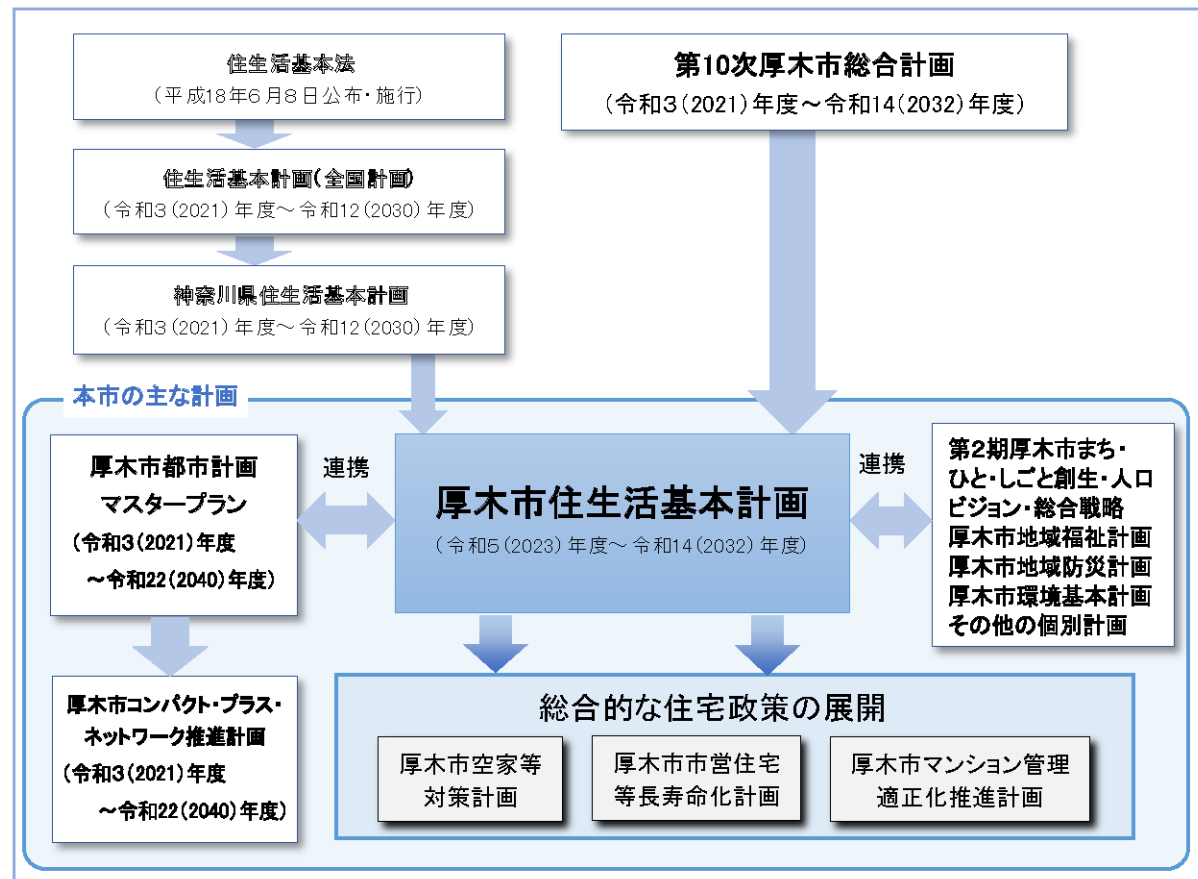 住生活基本法
(平成18年6月8日公布・施行)
第10次厚木市総合計画
(令和3(2021)年度～令和14(2032)年度)
住生活基本計画(全国計画)
(令和3(2021)年度～令和12(2030)年度)
神奈川県住生活基本計画
(令和3(2021)年度～令和12(2030)年度)
本市の主な計画
厚木市都市計画
マスタープラン
(令和3(2021)年度
～令和22(2040)年度)
連携
厚木市住生活基本計画
(令和5(2023)年度～令和14(2032)年度)
連携
第2期厚木市まち・
ひと・しごと創生・人口
ビジョン・総合戦略
厚木市地域福祉計画
厚木市地域防災計画
厚木市環境基本計画
その他の個別計画
厚木市コンパクト・プラス・
ネットワーク推進計画
(令和3(2021)年度
～令和22(2040)年度)
総合的な住宅政策の展開
厚木市空家等
対策計画
厚木市市営住宅
等長寿命化計画
厚木市マンション管理
適正化推進計画